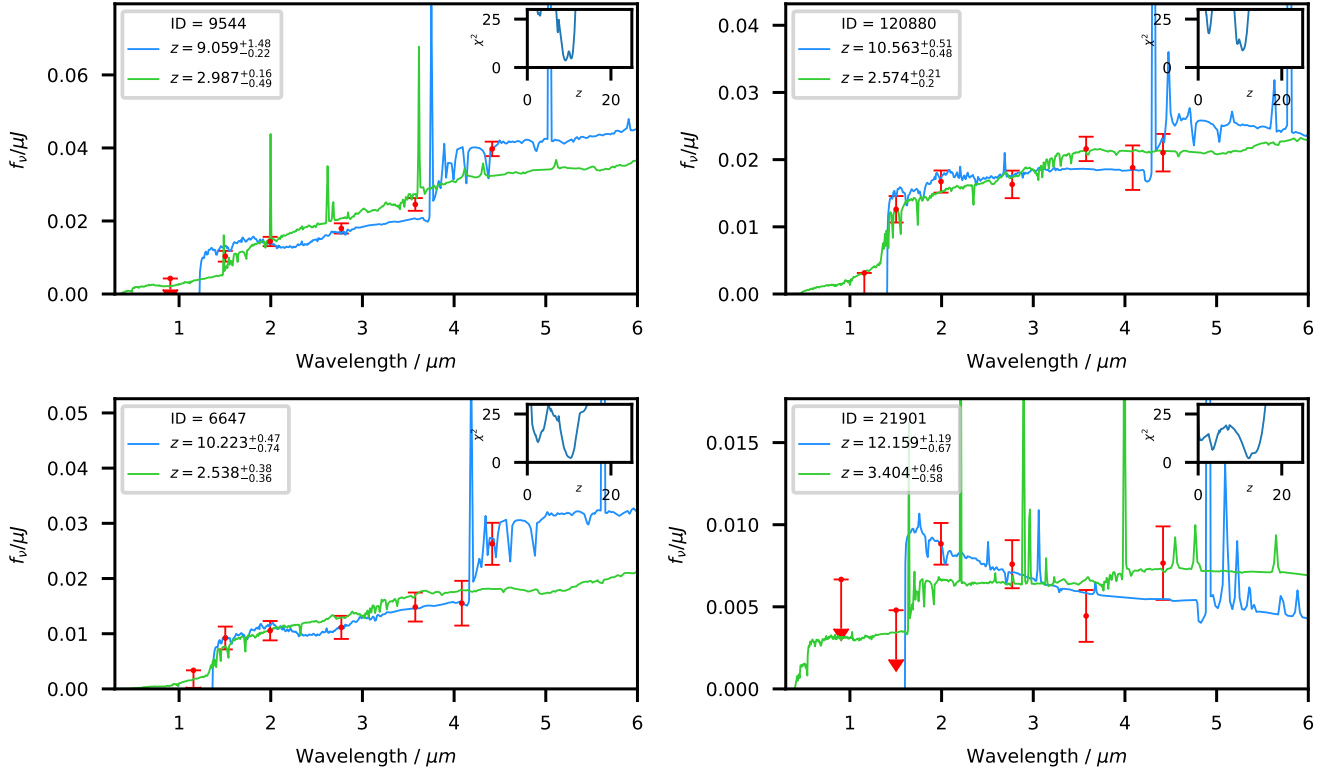 ID = 9544
z = 9.059+1.48−0.22
z = 2.987+0.16−0.49
25
χ2
0
0
z
20
0.06
0.04
0.02
0.00
fν/μJ
1 2 3 4 5 6
Wavelength / μm
ID = 120880
z = 10.563+0.51−0.48
z = 2.574+0.21−0.2
25
χ2
0
0
z
20
0.04
0.03
0.02
0.01
0.00
fν/μJ
1 2 3 4 5 6
Wavelength / μm
ID = 6647
z = 10.223+0.47−0.74
z = 2.538+0.38−0.36
25
χ2
0
0
z
20
0.05
0.04
0.03
0.02
0.01
0.00
fν/μJ
1 2 3 4 5 6
Wavelength / μm
ID = 21901
z = 12.159+1.19−0.67
z = 3.404+0.46−0.58
25
χ2
0
0
z
20
0.015
0.010
0.005
0.000
fν/μJ
1 2 3 4 5 6
Wavelength / μm